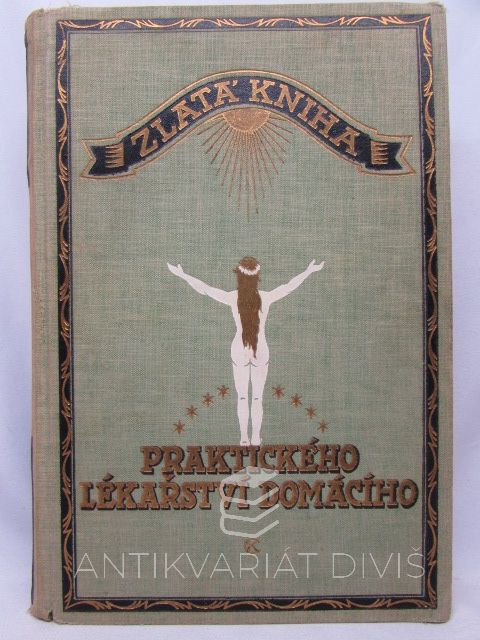 ZLATÁ KNIHA
PRAKTICKÉHO
LÉKAŘSTVÍ DOMÁCÍHO
ANTIKVARIÁT DIVIŠ